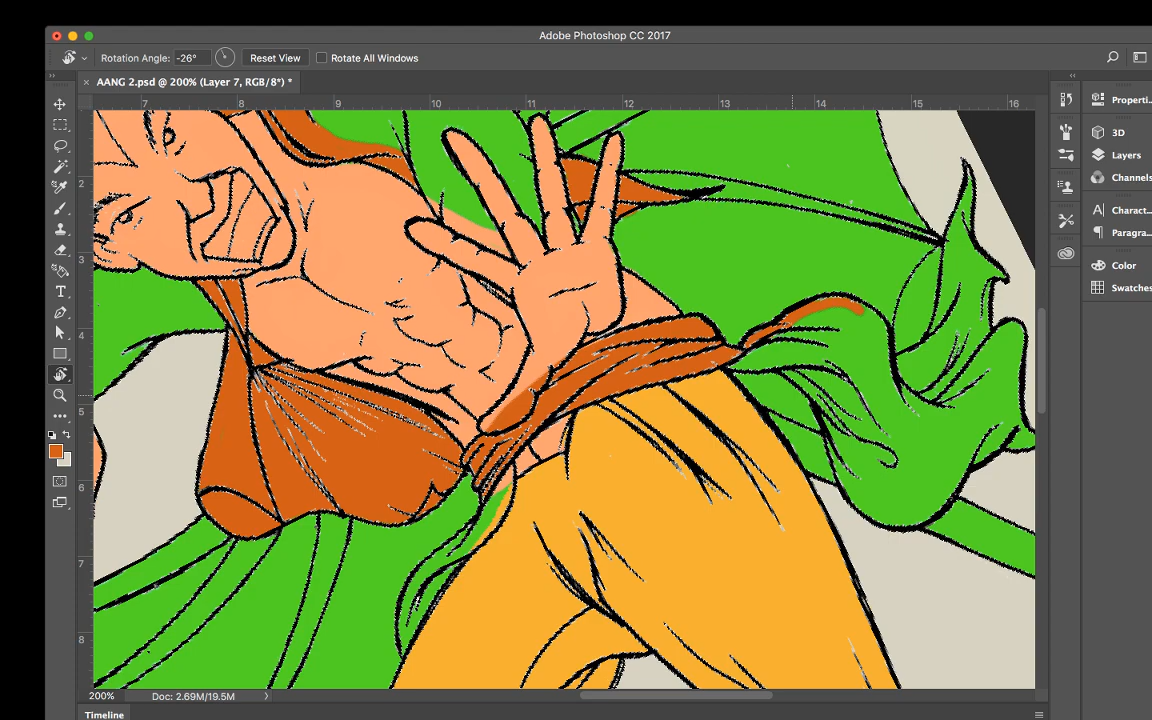 Adobe Photoshop CC 2017
Rotation Angle: -26° Reset View Rotate All Windows
× AANG 2.psd @ 200% (Layer 7, RGB/8*) *
7 8 9 10 11 12 13 14 15 16
2
3
4
5
6
7
8
Properti...
3D
Layers
Channels
Charact...
Paragra...
Color
Swatches
200% Doc: 2.69M/19.5M
Timeline